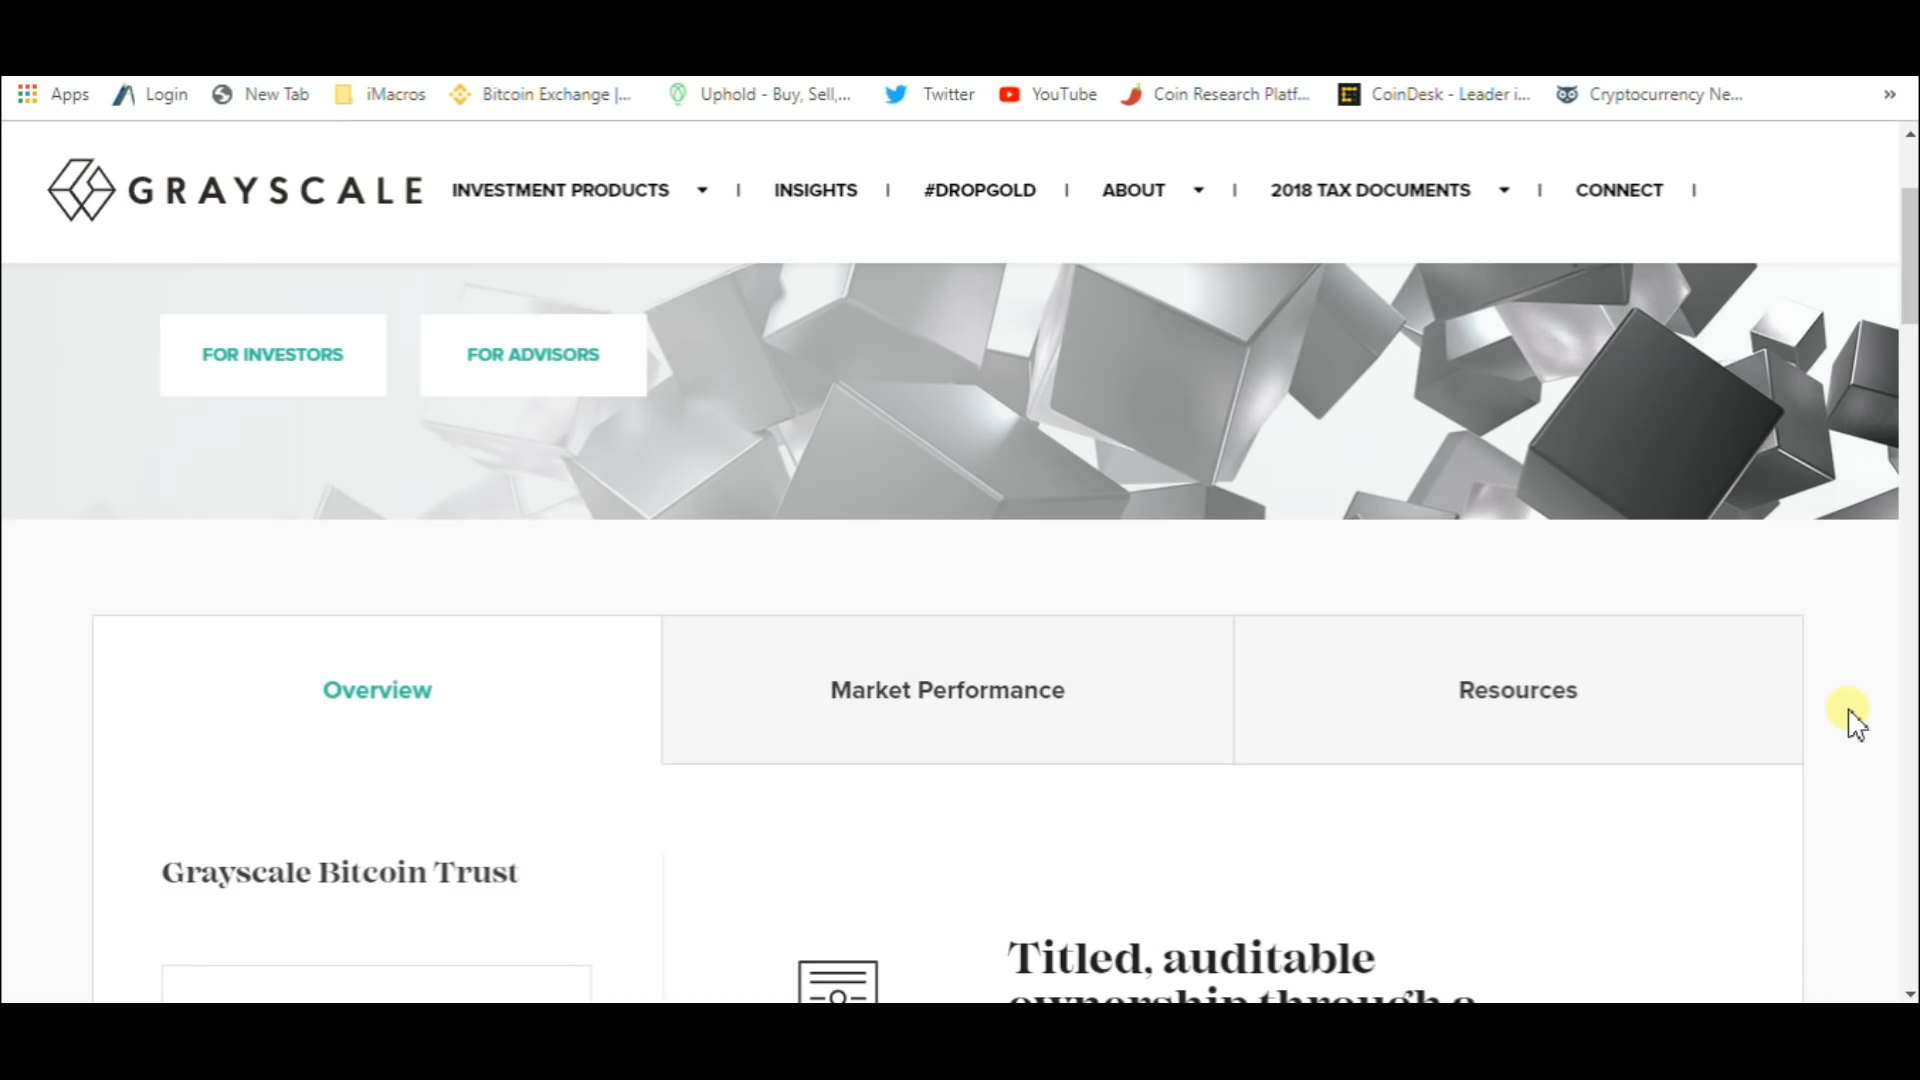 Apps Login New Tab iMacros Bitcoin Exchange |... Uphold - Buy, Sell,... Twitter YouTube Coin Research Platf... CoinDesk - Leader i... Cryptocurrency Ne... »
GRAYSCALE INVESTMENT PRODUCTS | INSIGHTS | #DROPGOLD | ABOUT | 2018 TAX DOCUMENTS | CONNECT |
FOR INVESTORS FOR ADVISORS
Overview Market Performance Resources
Grayscale Bitcoin Trust
Titled, auditable
ownership through a